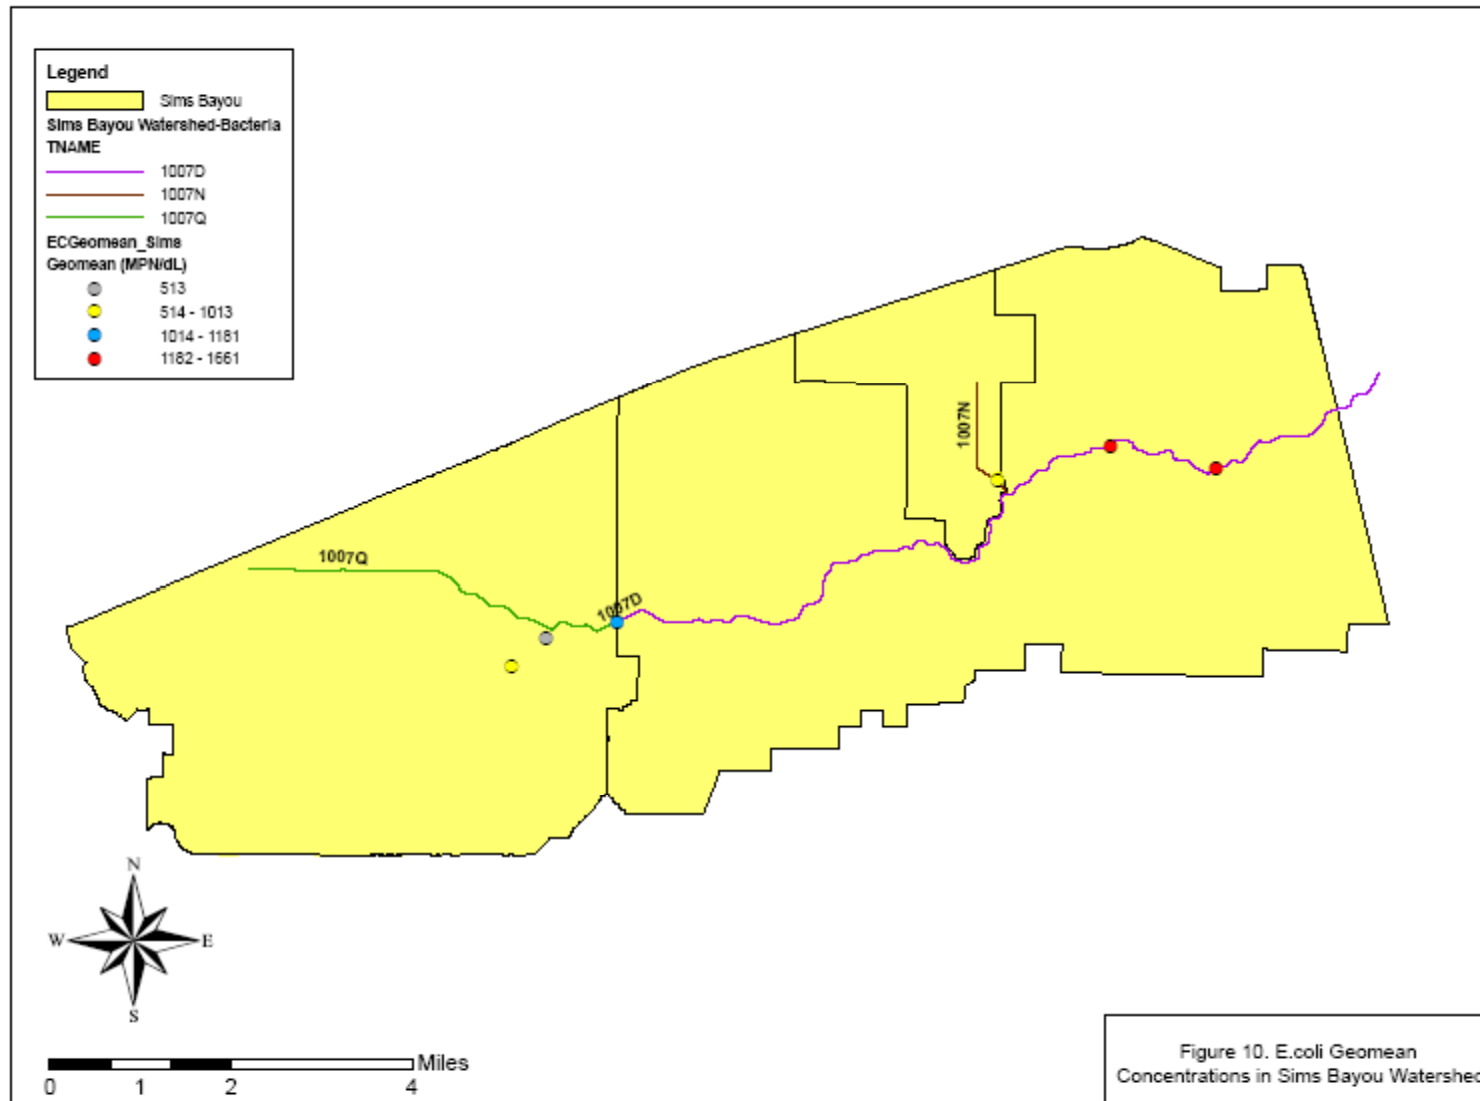 Legend
Sims Bayou
Sims Bayou Watershed-Bacteria
TNAME
1007D
1007N
1007Q
ECGeomean_Sims
Geomean (MPN/dL)
513
514 - 1013
1014 - 1181
1182 - 1661
1007N
1007Q
1007D
N
W
E
S
Miles
0 1 2 4
Figure 10. E.coli Geomean
Concentrations in Sims Bayou Watershed